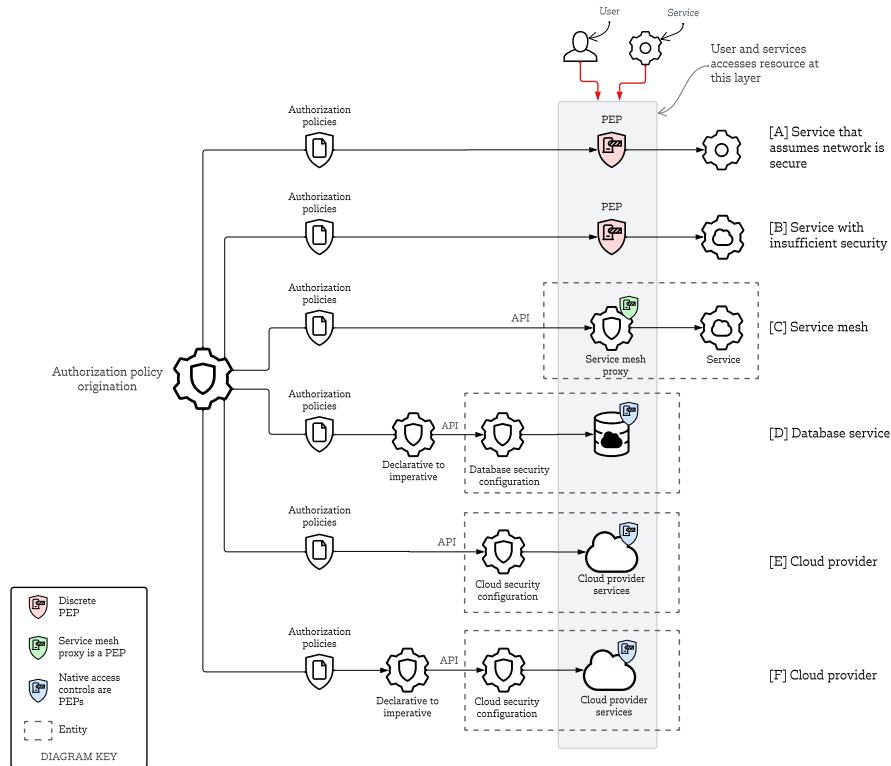 User
Service
User and services
accesses resource at
this layer
Authorization
policies
PEP
[A] Service that
assumes network is
secure
Authorization
policies
PEP
[B] Service with
insufficient security
Authorization
policies
API
Service mesh
proxy
Service
[C] Service mesh
Authorization policy
origination
Authorization
policies
Declarative to
imperative
API
Database security
configuration
[D] Database service
Authorization
policies
API
Cloud security
configuration
Cloud provider
services
[E] Cloud provider
Authorization
policies
Declarative to
imperative
API
Cloud security
configuration
Cloud provider
services
[F] Cloud provider
Discrete
PEP
Service mesh
proxy is a PEP
Native access
controls are
PEPs
Entity
DIAGRAM KEY